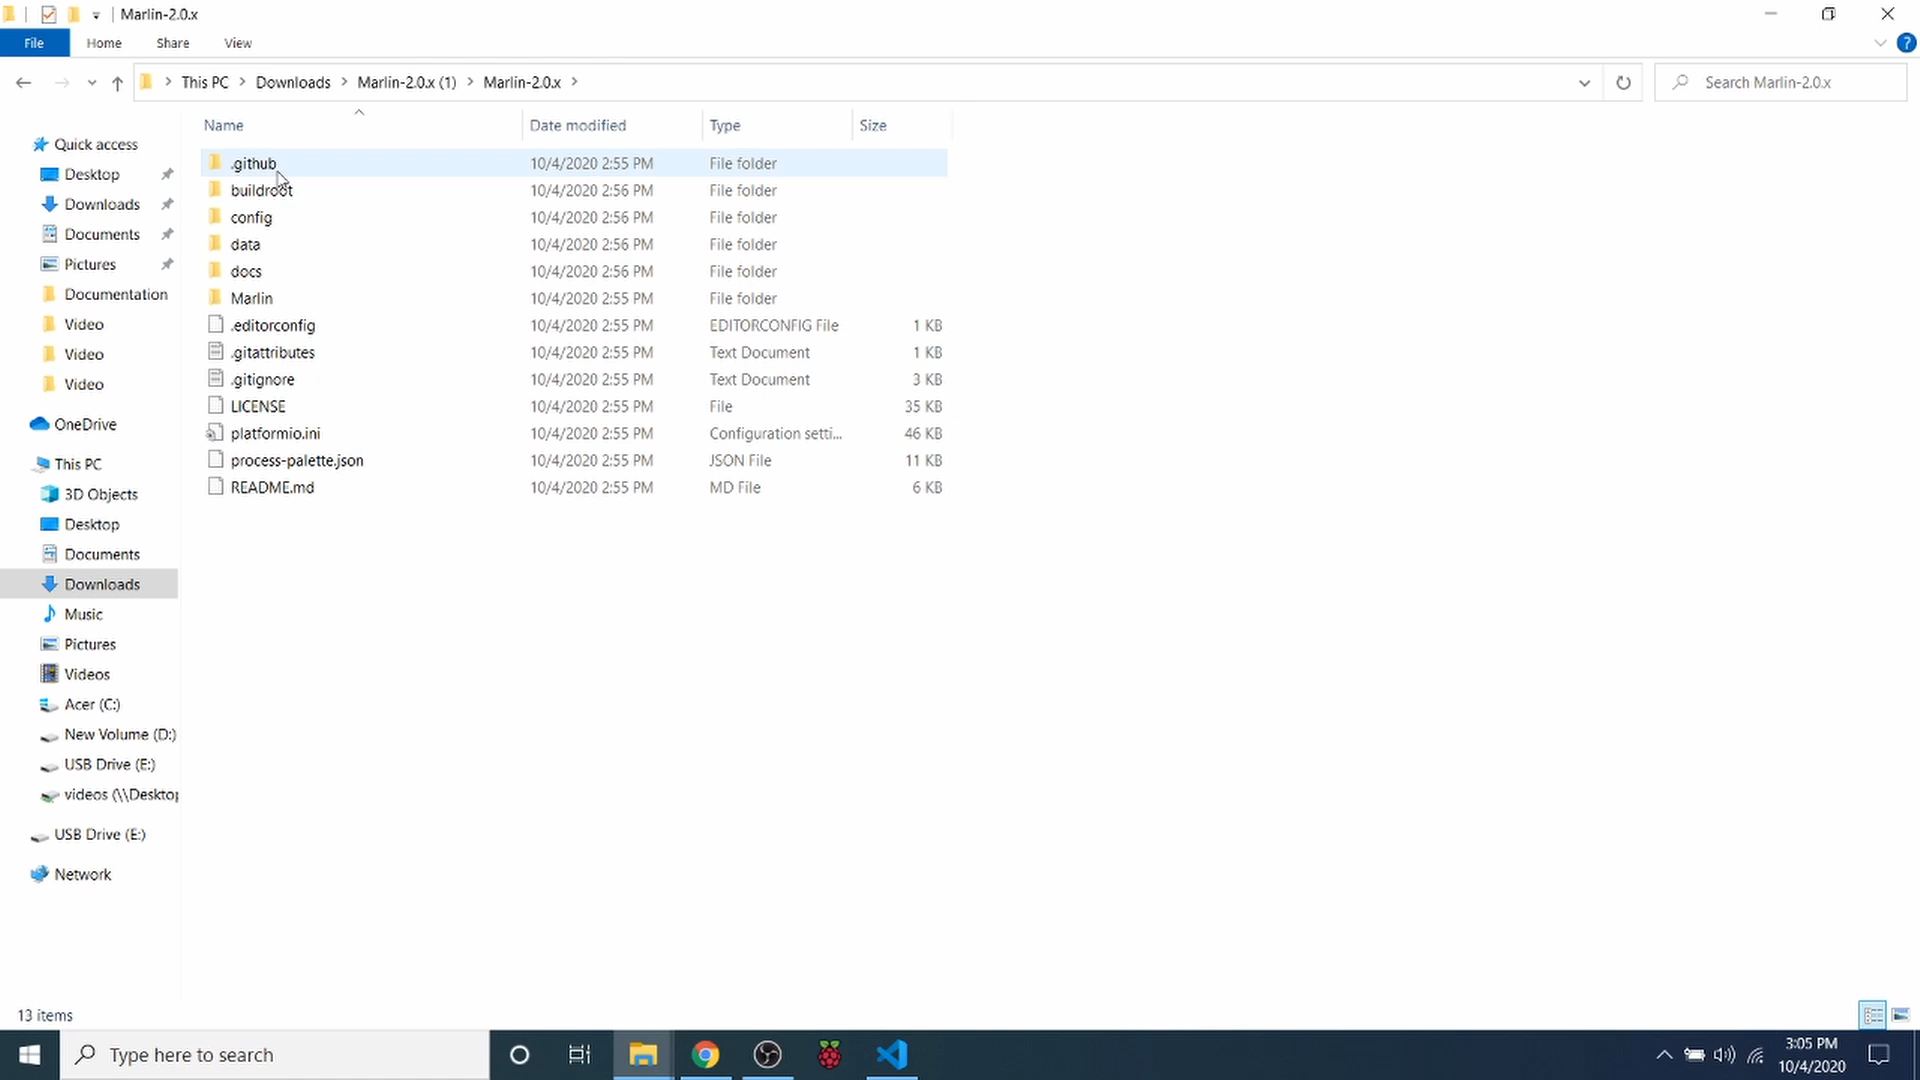 Marlin-2.0.x
File Home Share View
This PC Downloads Marlin-2.0.x (1) Marlin-2.0.x
Search Marlin-2.0.x
Name Date modified Type Size
Quick access
Desktop
Downloads
Documents
Pictures
Documentation
Video
Video
Video
OneDrive
This PC
3D Objects
Desktop
Documents
Downloads
Music
Pictures
Videos
Acer (C:)
New Volume (D:)
USB Drive (E:)
videos (\\Desktop
USB Drive (E:)
Network
.github 10/4/2020 2:55 PM File folder
buildroot 10/4/2020 2:56 PM File folder
config 10/4/2020 2:56 PM File folder
data 10/4/2020 2:56 PM File folder
docs 10/4/2020 2:56 PM File folder
Marlin 10/4/2020 2:55 PM File folder
.editorconfig 10/4/2020 2:55 PM EDITORCONFIG File 1 KB
.gitattributes 10/4/2020 2:55 PM Text Document 1 KB
.gitignore 10/4/2020 2:55 PM Text Document 3 KB
LICENSE 10/4/2020 2:55 PM File 35 KB
platformio.ini 10/4/2020 2:55 PM Configuration setti... 46 KB
process-palette.json 10/4/2020 2:55 PM JSON File 11 KB
README.md 10/4/2020 2:55 PM MD File 6 KB
13 items
Type here to search
3:05 PM
10/4/2020